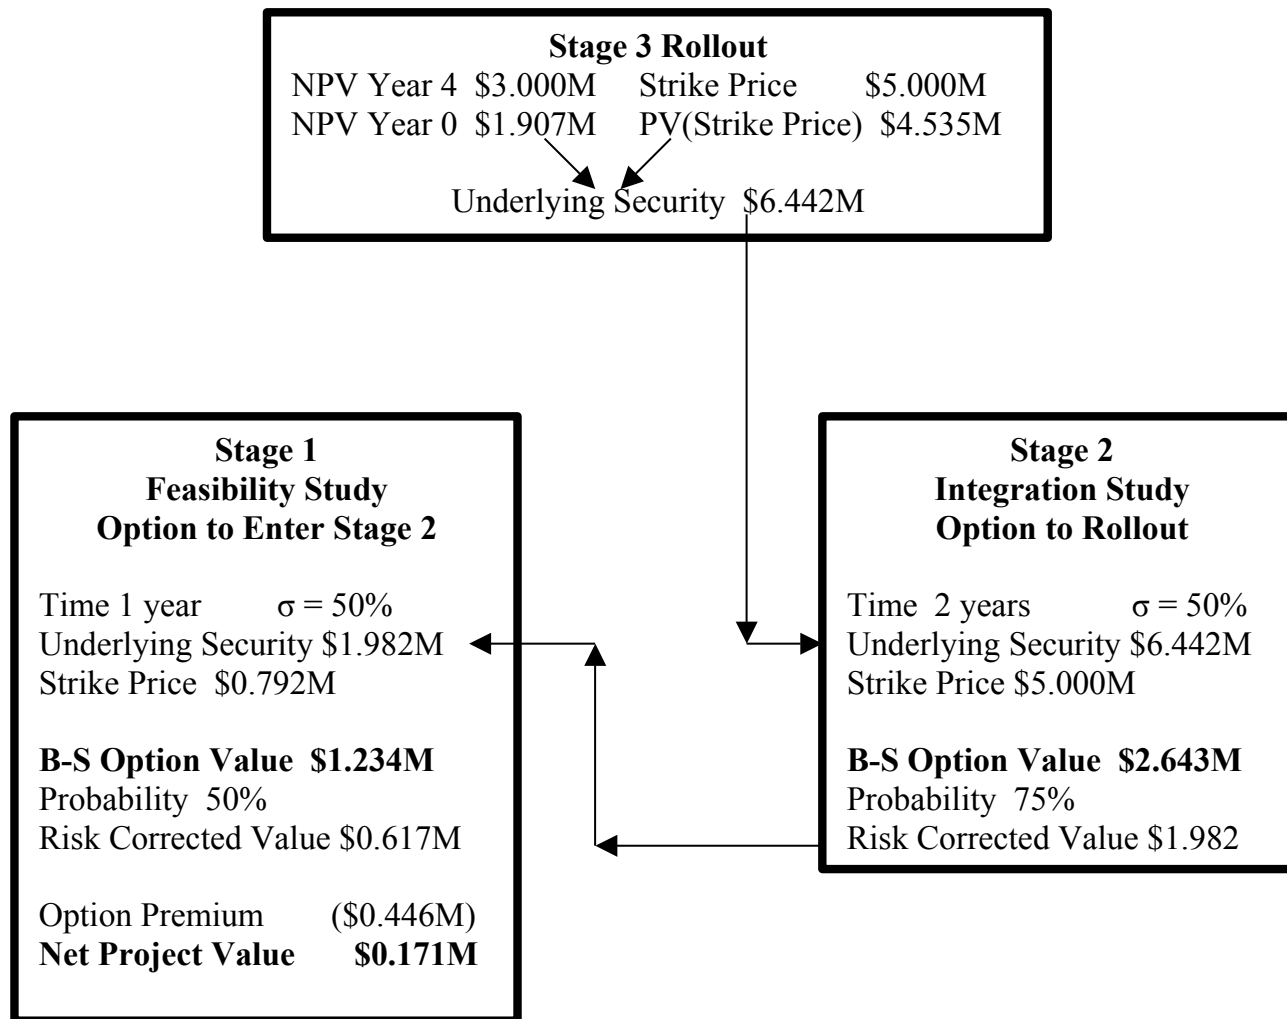 Stage 3 Rollout
NPV Year 4 $3.000M Strike Price $5.000M
NPV Year 0 $1.907M PV(Strike Price) $4.535M
Underlying Security $6.442M
Stage 1
Feasibility Study
Option to Enter Stage 2
Time 1 year σ = 50%
Underlying Security $1.982M
Strike Price $0.792M
B-S Option Value $1.234M
Probability 50%
Risk Corrected Value $0.617M
Option Premium ($0.446M)
Net Project Value $0.171M
Stage 2
Integration Study
Option to Rollout
Time 2 years σ = 50%
Underlying Security $6.442M
Strike Price $5.000M
B-S Option Value $2.643M
Probability 75%
Risk Corrected Value $1.982